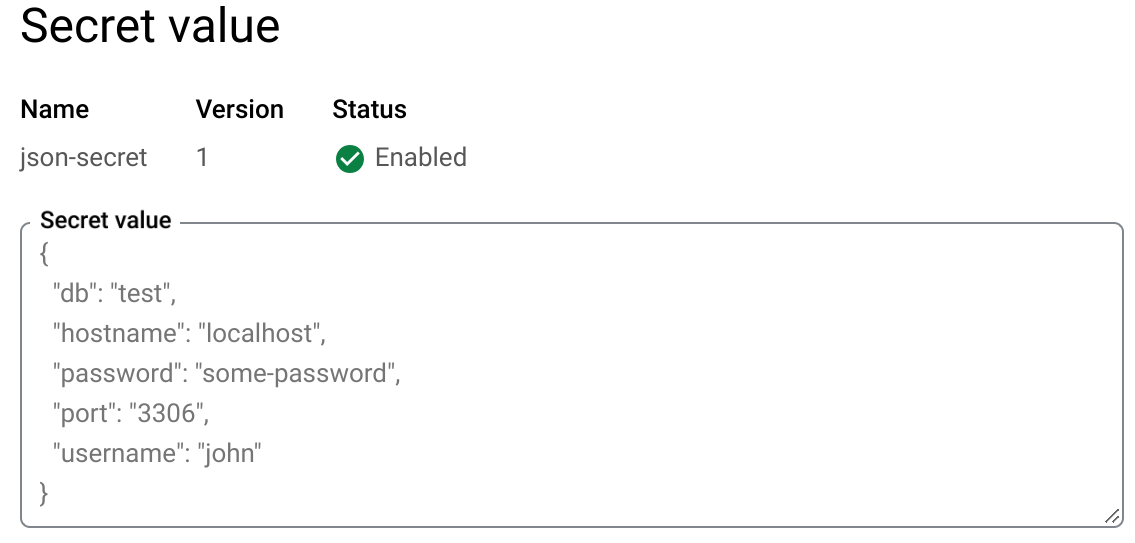 Secret value
Name Version Status
json-secret 1 Enabled
Secret value
{
"db": "test",
"hostname": "localhost",
"password": "some-password",
"port": "3306",
"username": "john"
}